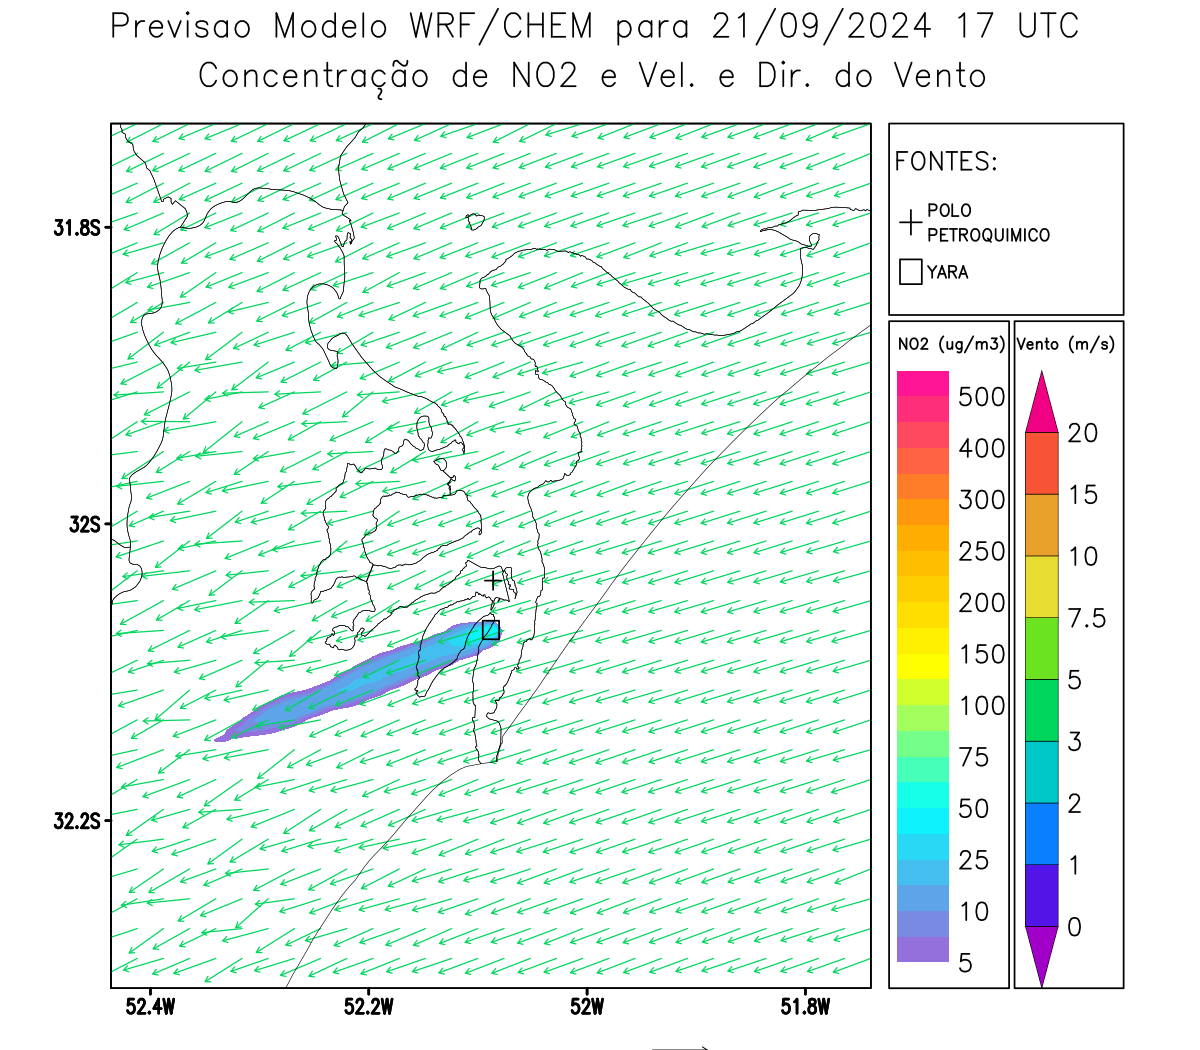 Previsao Modelo WRF/CHEM para 21/09/2024 17 UTC
Concentração de NO2 e Vel. e Dir. do Vento
FONTES:
POLO
PETROQUIMICO
YARA
NO2 (ug/m3)
500
400
300
250
200
150
100
75
50
25
10
5
Vento (m/s)
20
15
10
7.5
5
3
2
1
0
31.8S
32S
32.2S
52.4W
52.2W
52W
51.8W